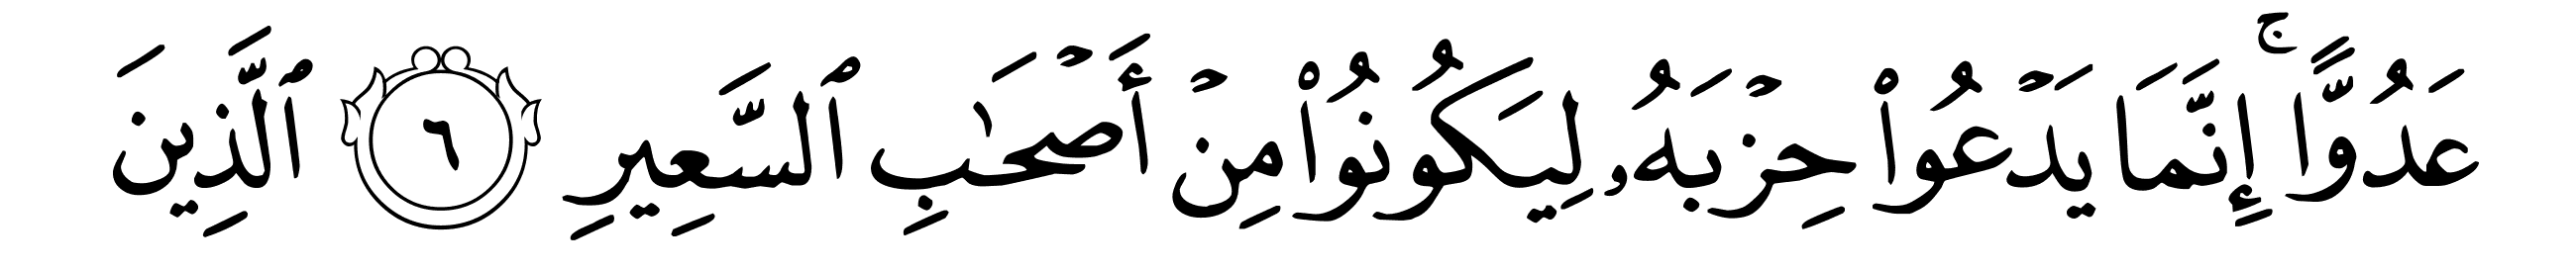 عَدُوًّاۚ إِنَّمَا يَدۡعُواْ حِزۡبَهُۥ لِيَكُونُواْ مِنۡ أَصۡحَٰبِ ٱلسَّعِيرِ ٦ ٱلَّذِينَ